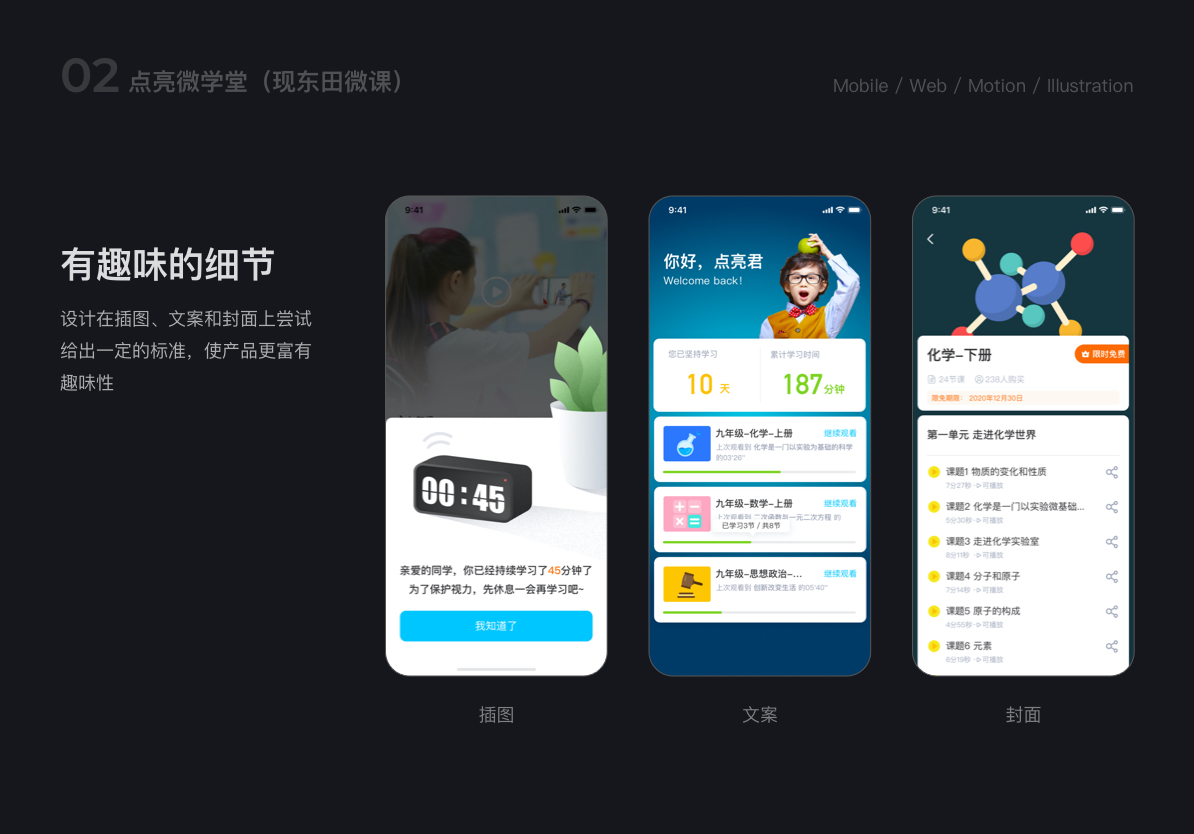 02 点亮微学堂（现东田微课）
Mobile / Web / Motion / Illustration
有趣味的细节
设计在插图、文案和封面上尝试
给出一定的标准，使产品更富有
趣味性
9:41
00:45
亲爱的同学，你已经持续学习了45分钟了
为了保护视力，先休息一会再学习吧~
我知道了
插图
9:41
你好，点亮君
Welcome back!
您已坚持学习
10 天
累计学习时间
187分钟
九年级-化学-上册
继续观看
上次观看到 化学是一门以实验为基础的科学
的03'26"
九年级-数学-上册
继续观看
上次观看到 二次函数与一元二次方程 的
已学习3节 / 共8节
九年级-思想政治-...
继续观看
上次观看到 创新改变生活 的05'40"
文案
9:41
化学-下册
限时免费
24节课
238人购买
限免期限： 2020年12月30日
第一单元 走进化学世界
课题1 物质的变化和性质
7分27秒·可播放
课题2 化学是一门以实验微基础...
5分30秒·可播放
课题3 走进化学实验室
8分11秒·可播放
课题4 分子和原子
7分14秒·可播放
课题5 原子的构成
4分55秒·可播放
课题6 元素
6分19秒·可播放
封面